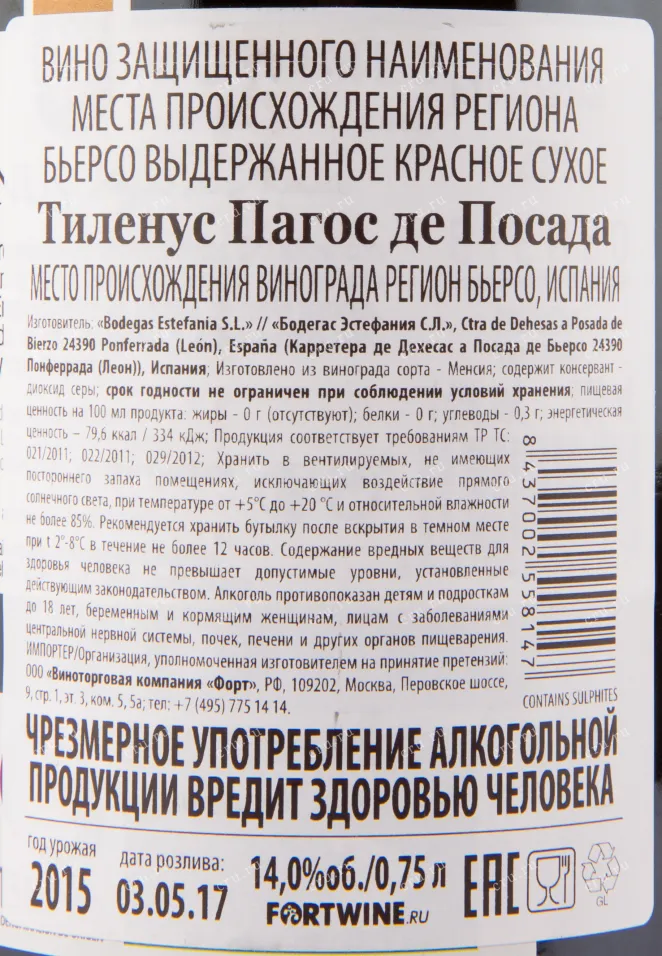 ВИНО ЗАЩИЩЕННОГО НАИМЕНОВАНИЯ
МЕСТА ПРОИСХОЖДЕНИЯ РЕГИОНА
БЬЕРСО ВЫДЕРЖАННОЕ КРАСНОЕ СУХОЕ
Тиленус Пагос де Посада
МЕСТО ПРОИСХОЖДЕНИЯ ВИНОГРАДА РЕГИОН БЬЕРСО, ИСПАНИЯ
Изготовитель: «Bodegas Estefania S.L.» // «Бодегас Эстефания С.Л.», Ctra de Dehesas a Posada de
Bierzo 24390 Ponferrada (León), España (Карретера де Дехесас а Посада де Бьерсо 24390
Понферрада (Леон)), Испания; Изготовлено из винограда сорта - Менсия; содержит консервант -
диоксид серы; срок годности не ограничен при соблюдении условий хранения; пищевая
ценность на 100 мл продукта: жиры - 0 г (отсутствуют); белки - 0 г; углеводы - 0,3 г; энергетическая
ценность – 79,6 ккал / 334 кДж; Продукция соответствует требованиям ТР ТС:
021/2011; 022/2011; 029/2012; Хранить в вентилируемых, не имеющих
постороннего запаха помещениях, исключающих воздействие прямого
солнечного света, при температуре от +5°C до +20 °C и относительной влажности
не более 85%. Рекомендуется хранить бутылку после вскрытия в темном месте
при t 2°-8°C в течение не более 12 часов. Содержание вредных веществ для
здоровья человека не превышает допустимые уровни, установленные
действующим законодательством. Алкоголь противопоказан детям и подросткам
до 18 лет, беременным и кормящим женщинам, лицам с заболеваниями
центральной нервной системы, почек, печени и других органов пищеварения.
ИМПОРТЕР/Организация, уполномоченная изготовителем на принятие претензий:
ООО «Виноторговая компания «Форт», РФ, 109202, Москва, Перовское шоссе,
9, стр. 1, эт. 3, ком. 5, 5а; тел: +7 (495) 775 14 14.
8 437002 558147
CONTAINS SULPHITES
ЧРЕЗМЕРНОЕ УПОТРЕБЛЕНИЕ АЛКОГОЛЬНОЙ
ПРОДУКЦИИ ВРЕДИТ ЗДОРОВЬЮ ЧЕЛОВЕКА
год урожая
2015
дата розлива:
03.05.17
14,0%об./0,75 л
FORTWINE.RU
EAC
GL